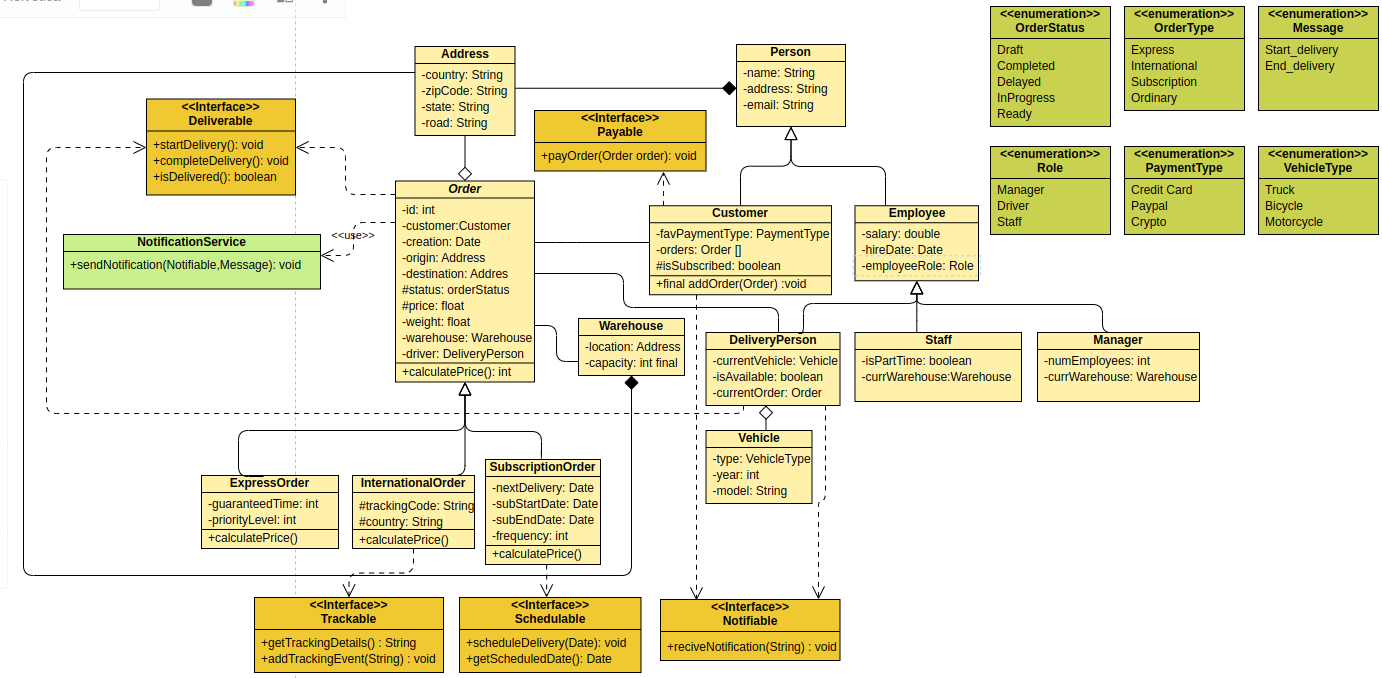 Address
-country: String
-zipCode: String
-state: String
-road: String
Person
-name: String
-address: String
-email: String
<<enumeration>>
OrderStatus
Draft
Completed
Delayed
InProgress
Ready
<<enumeration>>
OrderType
Express
International
Subscription
Ordinary
<<enumeration>>
Message
Start_delivery
End_delivery
<<Interface>>
Deliverable
+startDelivery(): void
+completeDelivery(): void
+isDelivered(): boolean
<<Interface>>
Payable
+payOrder(Order order): void
<<enumeration>>
Role
Manager
Driver
Staff
<<enumeration>>
PaymentType
Credit Card
Paypal
Crypto
<<enumeration>>
VehicleType
Truck
Bicycle
Motorcycle
Order
-id: int
-customer:Customer
-creation: Date
-origin: Address
-destination: Addres
#status: orderStatus
#price: float
-weight: float
-warehouse: Warehouse
-driver: DeliveryPerson
+calculatePrice(): int
<<use>>
NotificationService
+sendNotification(Notifiable,Message): void
Customer
-favPaymentType: PaymentType
-orders: Order []
#isSubscribed: boolean
+final addOrder(Order) :void
Employee
-salary: double
-hireDate: Date
-employeeRole: Role
Warehouse
-location: Address
-capacity: int final
DeliveryPerson
-currentVehicle: Vehicle
-isAvailable: boolean
-currentOrder: Order
Staff
-isPartTime: boolean
-currWarehouse:Warehouse
Manager
-numEmployees: int
-currWarehouse: Warehouse
Vehicle
-type: VehicleType
-year: int
-model: String
ExpressOrder
-guaranteedTime: int
-priorityLevel: int
+calculatePrice()
InternationalOrder
#trackingCode: String
#country: String
+calculatePrice()
SubscriptionOrder
-nextDelivery: Date
-subStartDate: Date
-subEndDate: Date
-frequency: int
+calculatePrice()
<<Interface>>
Trackable
+getTrackingDetails() : String
+addTrackingEvent(String) : void
<<Interface>>
Schedulable
+scheduleDelivery(Date): void
+getScheduledDate(): Date
<<Interface>>
Notifiable
+reciveNotification(String) : void